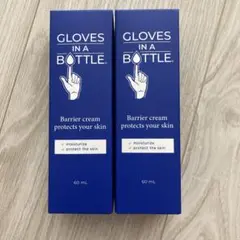 GLOVES
IN A
BOTTLE
Barrier cream
protects your skin
✓ moisturize
✓ protect the skin
60 mL
GLOVES
IN A
BOTTLE
Barrier cream
protects your skin
✓ moisturize
✓ protect the skin
60 mL